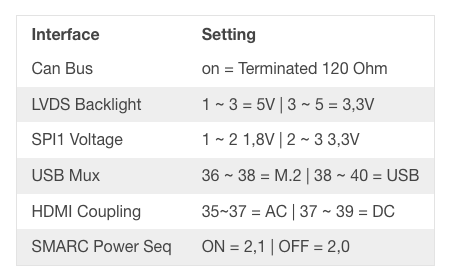 Interface Setting
Can Bus on = Terminated 120 Ohm
LVDS Backlight 1 ~ 3 = 5V | 3 ~ 5 = 3,3V
SPI1 Voltage 1 ~ 2 1,8V | 2 ~ 3 3,3V
USB Mux 36 ~ 38 = M.2 | 38 ~ 40 = USB
HDMI Coupling 35~37 = AC | 37 ~ 39 = DC
SMARC Power Seq ON = 2,1 | OFF = 2,0